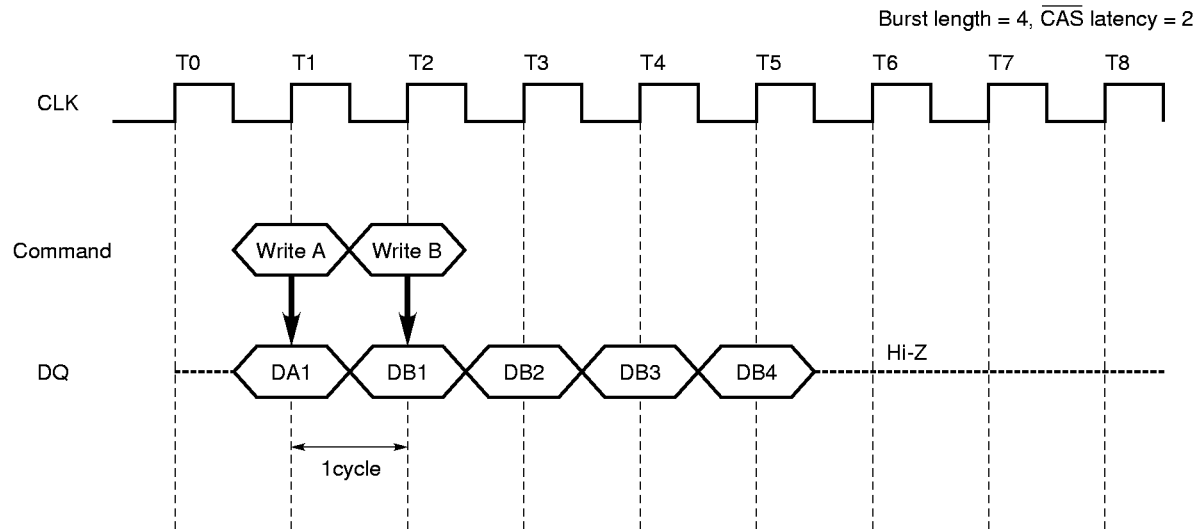 Burst length = 4, CAS latency = 2
T0 T1 T2 T3 T4 T5 T6 T7 T8
CLK
Command Write A Write B
DQ DA1 DB1 DB2 DB3 DB4 Hi-Z
1cycle